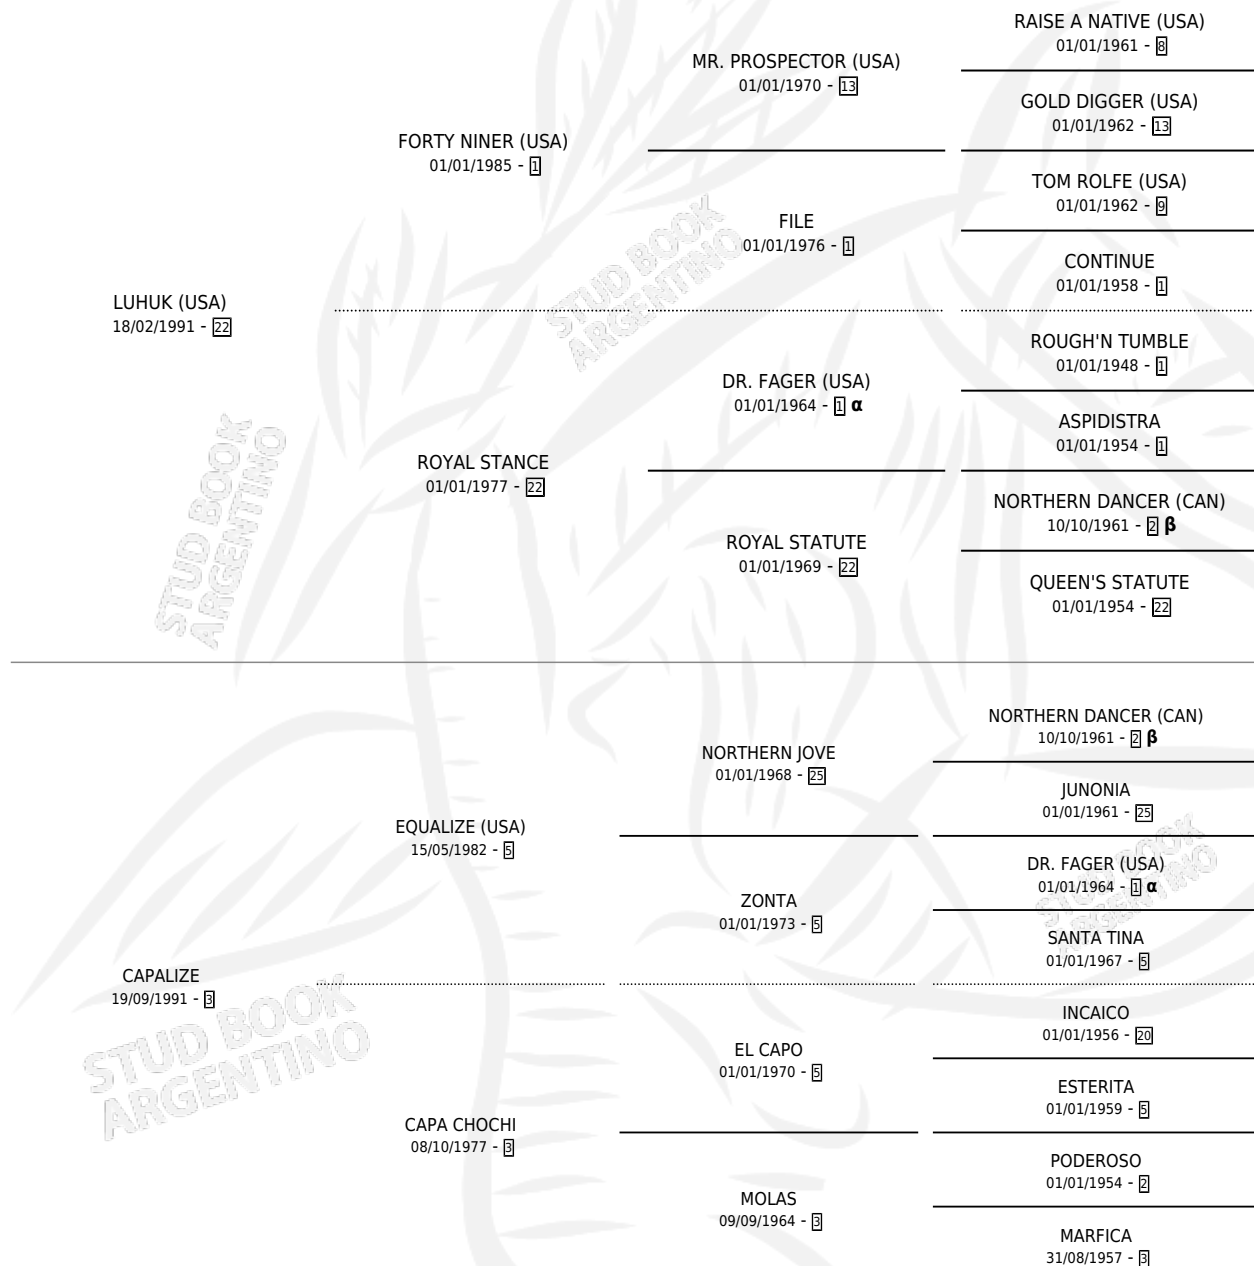 RAISE A NATIVE (USA)
01/01/1961 - 8
MR. PROSPECTOR (USA)
01/01/1970 - 13
GOLD DIGGER (USA)
01/01/1962 - 13
FORTY NINER (USA)
01/01/1985 - 1
TOM ROLFE (USA)
01/01/1962 - 9
FILE
01/01/1976 - 1
CONTINUE
01/01/1958 - 1
LUHUK (USA)
18/02/1991 - 22
ROUGH'N TUMBLE
01/01/1948 - 1
DR. FAGER (USA)
01/01/1964 - 1 α
ASPIDISTRA
01/01/1954 - 1
ROYAL STANCE
01/01/1977 - 22
NORTHERN DANCER (CAN)
10/10/1961 - 2 β
ROYAL STATUTE
01/01/1969 - 22
QUEEN'S STATUTE
01/01/1954 - 22
NORTHERN DANCER (CAN)
10/10/1961 - 2 β
NORTHERN JOVE
01/01/1968 - 25
JUNONIA
01/01/1961 - 25
EQUALIZE (USA)
15/05/1982 - 5
DR. FAGER (USA)
01/01/1964 - 1 α
ZONTA
01/01/1973 - 5
SANTA TINA
01/01/1967 - 5
CAPALIZE
19/09/1991 - 3
INCAICO
01/01/1956 - 20
EL CAPO
01/01/1970 - 5
ESTERITA
01/01/1959 - 5
CAPA CHOCHI
08/10/1977 - 3
PODEROSO
01/01/1954 - 2
MOLAS
09/09/1964 - 3
MARFICA
31/08/1957 - 3
STUD BOOK
ARGENTINO
STUD BOOK
ARGENTINO
STUD BOOK
ARGENTINO
STUD BOOK
ARGENTINO